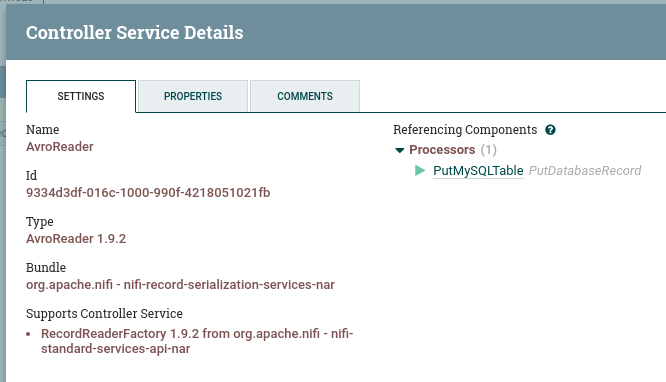 Controller Service Details
SETTINGS
PROPERTIES
COMMENTS
Name
AvroReader
Id
9334d3df-016c-1000-990f-4218051021fb
Type
AvroReader 1.9.2
Bundle
org.apache.nifi - nifi-record-serialization-services-nar
Supports Controller Service
• RecordReaderFactory 1.9.2 from org.apache.nifi - nifi-
standard-services-api-nar
Referencing Components ?
Processors (1)
PutMySQLTable PutDatabaseRecord